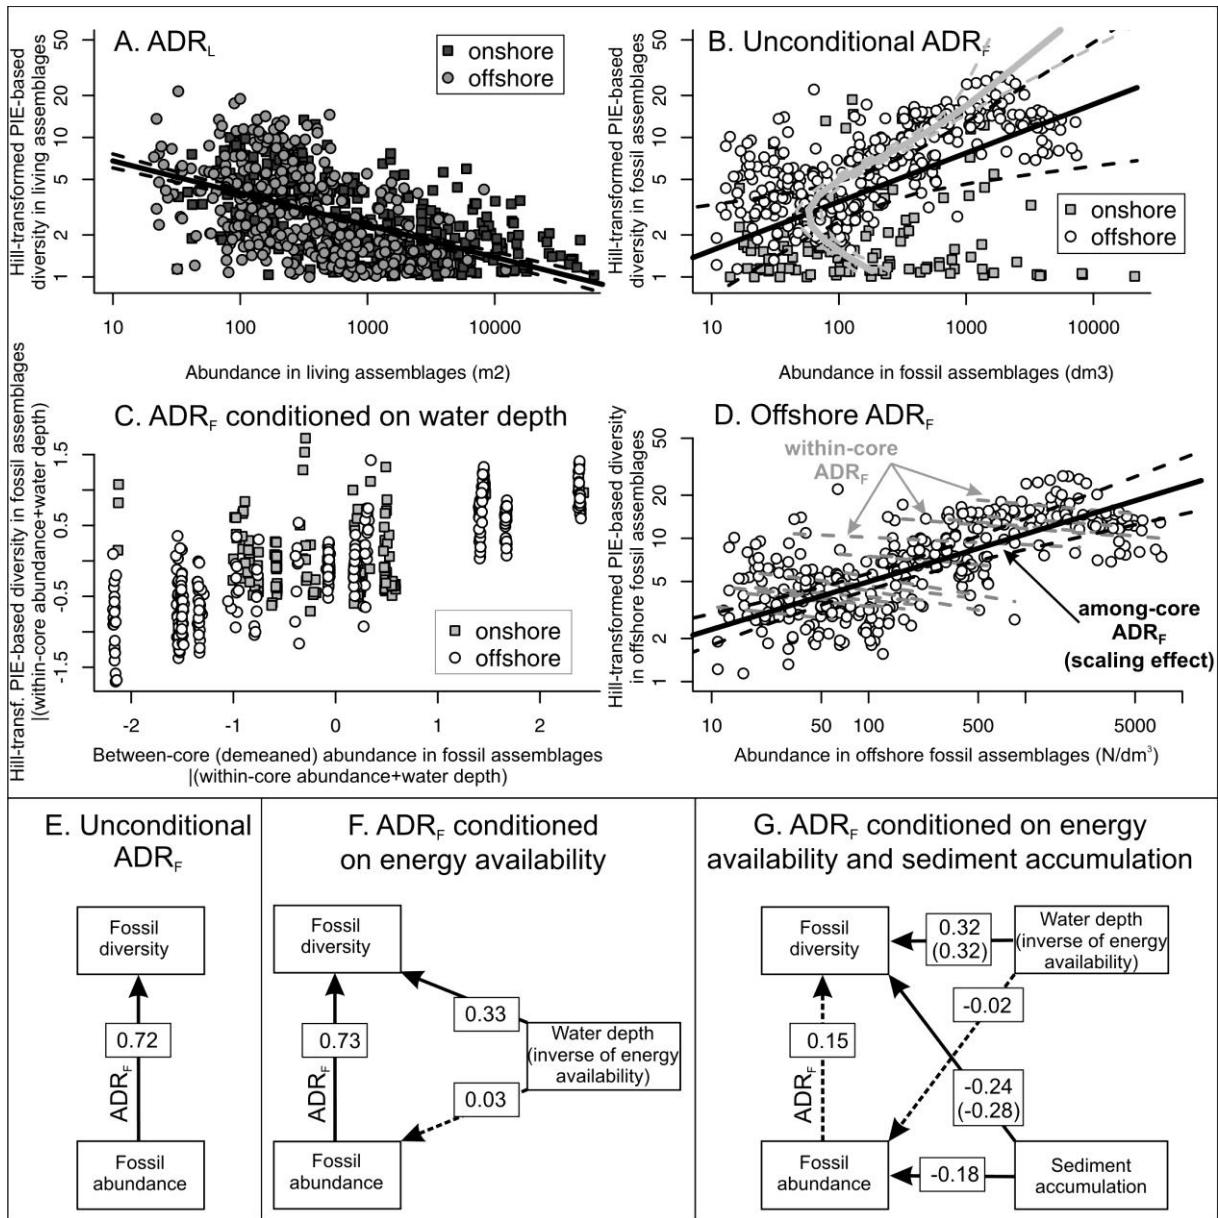 A. ADR_L
Hill-transformed PIE-based
diversity in living assemblages
50
20
10
5
2
1
onshore
offshore
10
100
1000
10000
Abundance in living assemblages (m2)
B. Unconditional ADR_F
Hill-transformed PIE-based
diversity in fossil assemblages
50
20
10
5
2
1
onshore
offshore
10
100
1000
10000
Abundance in fossil assemblages (dm3)
C. ADR_F conditioned on water depth
Hill-transf. PIE-based diversity in fossil assemblages
|(within-core abundance+water depth)
1.5
0.5
-0.5
-1.5
onshore
offshore
-2
-1
0
1
2
Between-core (demeaned) abundance in fossil assemblages
|(within-core abundance+water depth)
D. Offshore ADR_F
Hill-transformed PIE-based diversity
in offshore fossil assemblages
50
20
10
5
2
1
within-core
ADR_F
among-core
ADR_F
(scaling effect)
10
50
100
500
5000
Abundance in offshore fossil assemblages (N/dm³)
E. Unconditional
ADR_F
Fossil
diversity
0.72
ADR_F
Fossil
abundance
F. ADR_F conditioned
on energy availability
Fossil
diversity
0.33
0.73
Water depth
(inverse of energy
availability)
ADR_F
0.03
Fossil
abundance
G. ADR_F conditioned on energy
availability and sediment accumulation
Fossil
diversity
0.32
(0.32)
Water depth
(inverse of energy
availability)
-0.02
0.15
ADR_F
-0.24
(-0.28)
Fossil
abundance
-0.18
Sediment
accumulation